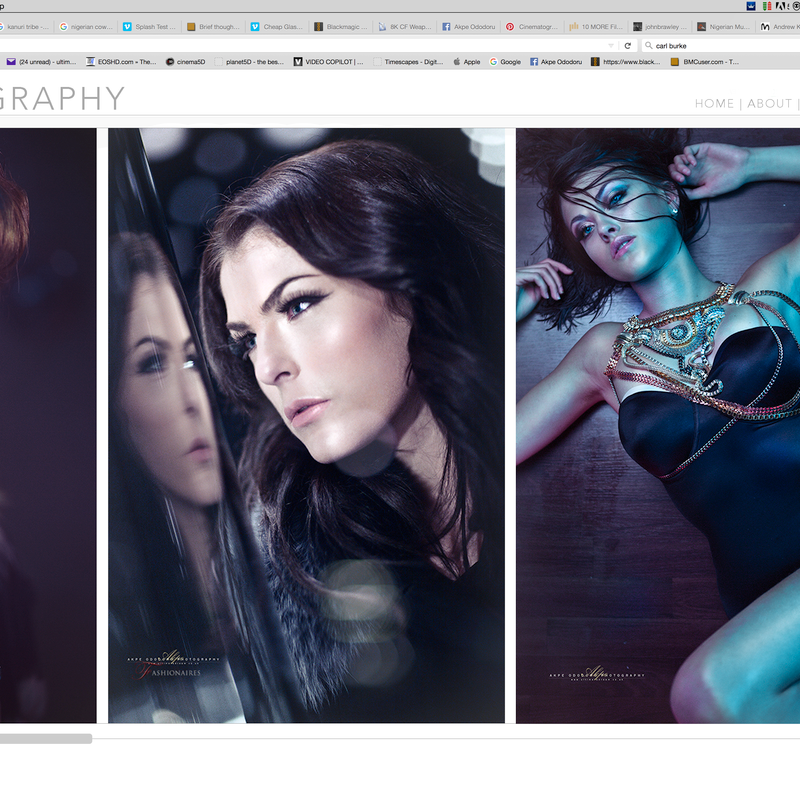 p
kanuri tribe -...
nigerian cow...
Splash Test ...
Brief though...
Cheap Glas...
Blackmagic ...
8K CF Weap...
Akpe Ododoru
Cinematogr...
10 MORE Fil...
johnbrawley ...
Nigerian Mu...
Andrew K
carl burke
(24 unread) - ultim...
EOSHD.com » The...
cinema5D
planet5D - the bes...
VIDEO COPILOT | ...
Timescapes - Digit...
Apple
Google
Akpe Ododoru
https://www.black...
BMCuser.com - T...
GRAPHY
HOME | ABOUT |
AKPE ODODORU PHOTOGRAPHY
FASHIONAIRES
AKPE ODODORU PHOTOGRAPHY